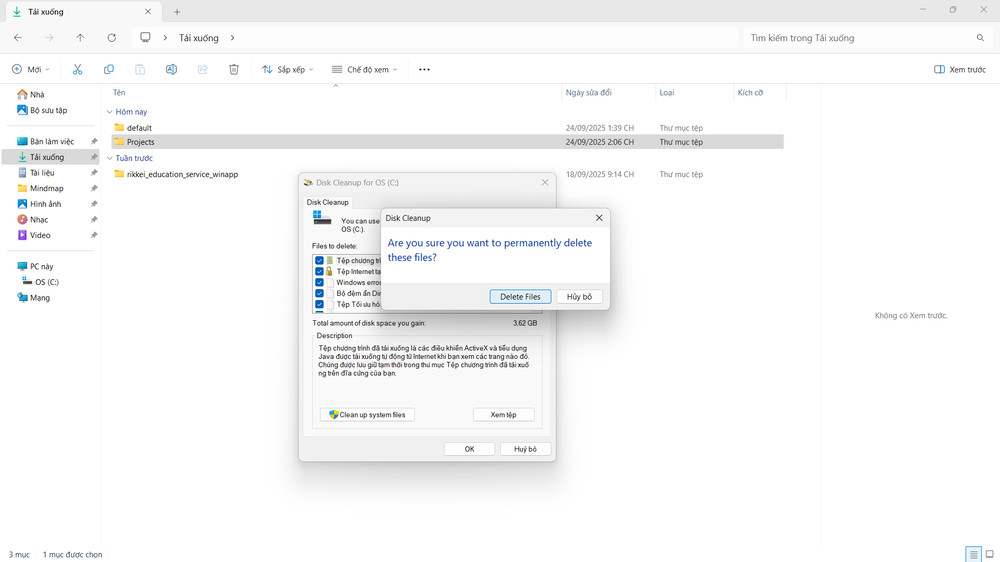 Tải xuống
Tải xuống
Tìm kiếm trong Tải xuống
Mới
Sắp xếp
Chế độ xem
Xem trước
Nhà
Bộ sưu tập
Bàn làm việc
Tải xuống
Tài liệu
Mindmap
Hình ảnh
Nhạc
Video
PC này
OS (C:)
Mạng
Tên
Ngày sửa đổi
Loại
Kích cỡ
Hôm nay
default
24/09/2025 1:39 CH
Thư mục tệp
Projects
24/09/2025 2:06 CH
Thư mục tệp
Tuần trước
rikkei_education_service_winapp
18/09/2025 9:14 CH
Thư mục tệp
Disk Cleanup for OS (C:)
Disk Cleanup
You can use
OS (C:).
Files to delete:
Tệp chương trì
Tệp Internet tạ
Windows error
Bộ đệm ẩn Dir
Tệp Tối ưu hó
Disk Cleanup
Are you sure you want to permanently delete
these files?
Delete Files
Hủy bỏ
Total amount of disk space you gain:
3,62 GB
Description
Tệp chương trình đã tải xuống là các điều khiển ActiveX và tiểu dụng
Java được tải xuống tự động từ Internet khi bạn xem các trang nào đó.
Chúng được lưu giữ tạm thời trong thư mục Tệp chương trình đã tải xuố
ng trên đĩa cứng của bạn.
Clean up system files
Xem tệp
OK
Huỷ bỏ
Không có Xem trước.
3 mục
1 mục được chọn